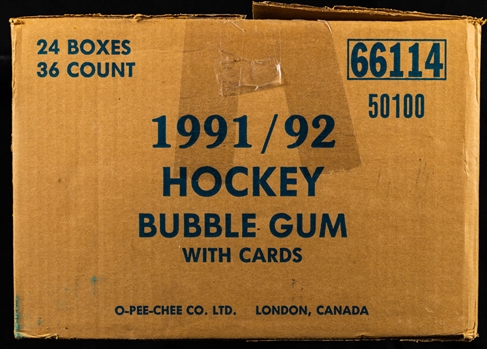 24 BOXES
36 COUNT
66114
50100
1991/92
HOCKEY
BUBBLE GUM
WITH CARDS
O-PEE-CHEE CO. LTD. LONDON, CANADA